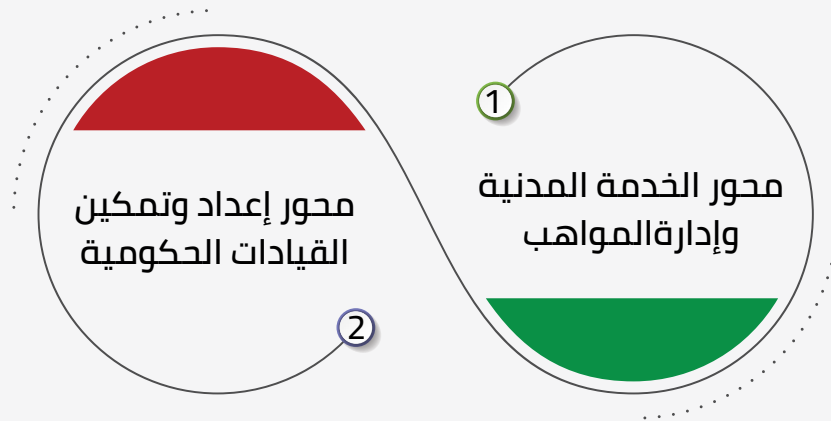 1
محور الخدمة المدنية
وإدارةالمواهب
محور إعداد وتمكين
القيادات الحكومية
2